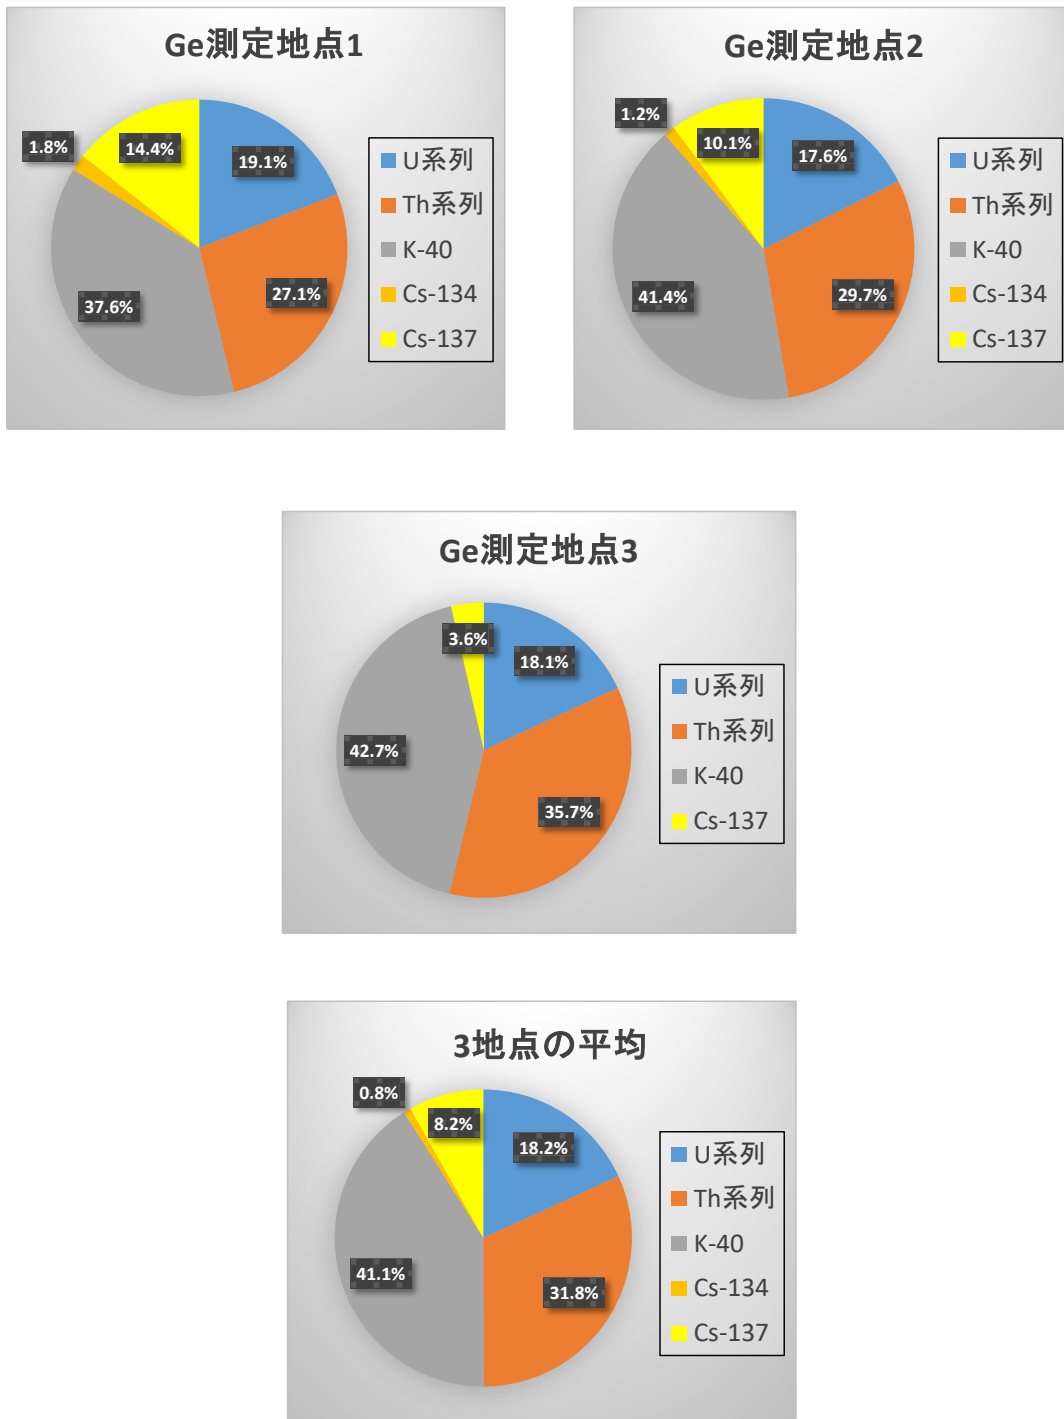 Ge測定地点1
1.8%
14.4%
19.1%
27.1%
37.6%
U系列
Th系列
K-40
Cs-134
Cs-137
Ge測定地点2
1.2%
10.1%
17.6%
41.4%
29.7%
U系列
Th系列
K-40
Cs-134
Cs-137
Ge測定地点3
3.6%
18.1%
42.7%
35.7%
U系列
Th系列
K-40
Cs-137
3地点の平均
0.8%
8.2%
18.2%
41.1%
31.8%
U系列
Th系列
K-40
Cs-134
Cs-137